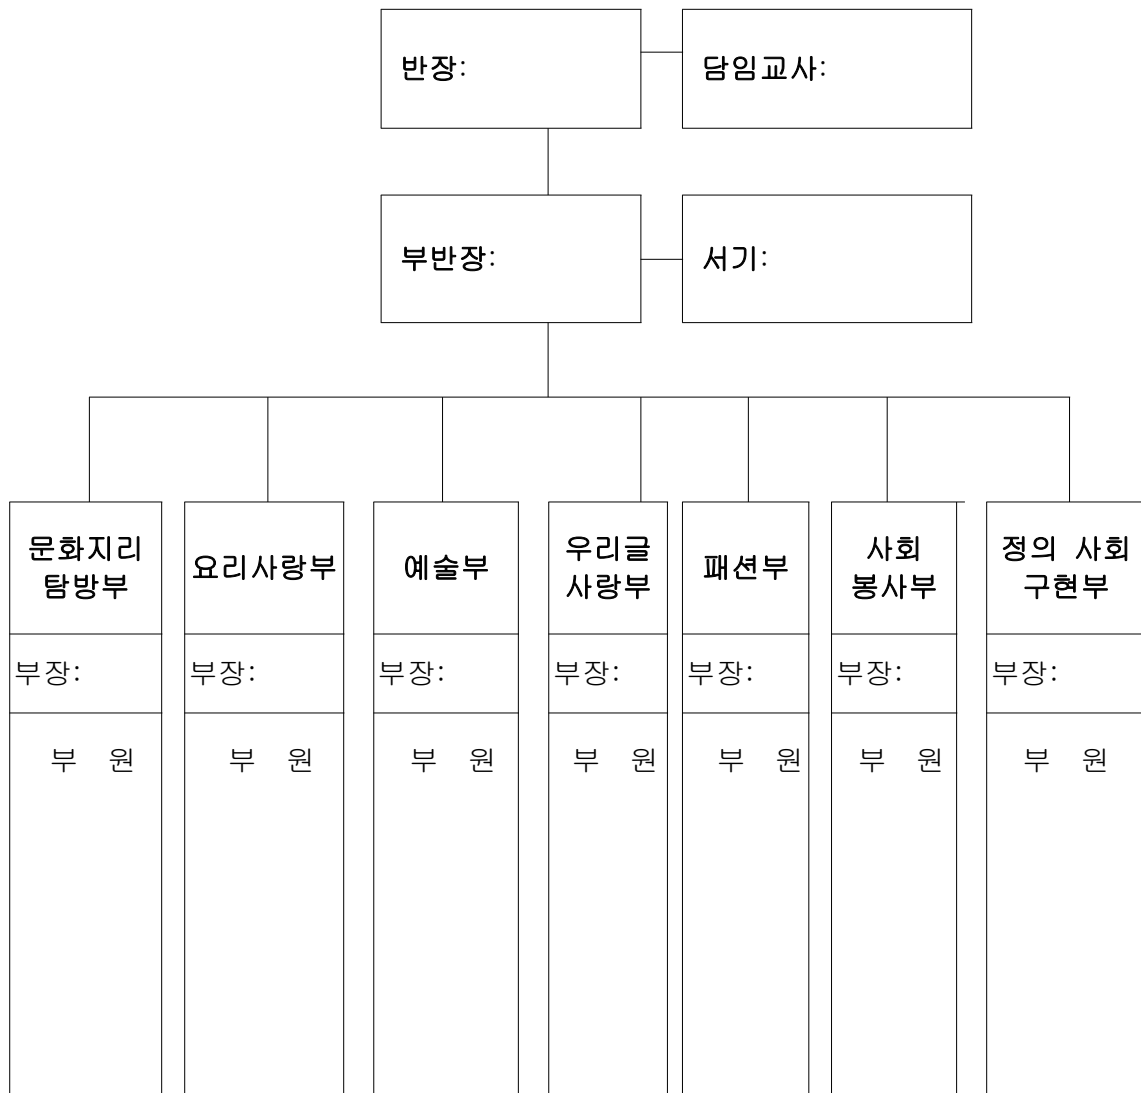 반장:
담임교사:
부반장:
서기:
문화지리
탐방부
요리사랑부
예술부
우리글
사랑부
패션부
사회
봉사부
정의 사회
구현부
부장:
부장:
부장:
부장:
부장:
부장:
부장:
부 원
부 원
부 원
부 원
부 원
부 원
부 원